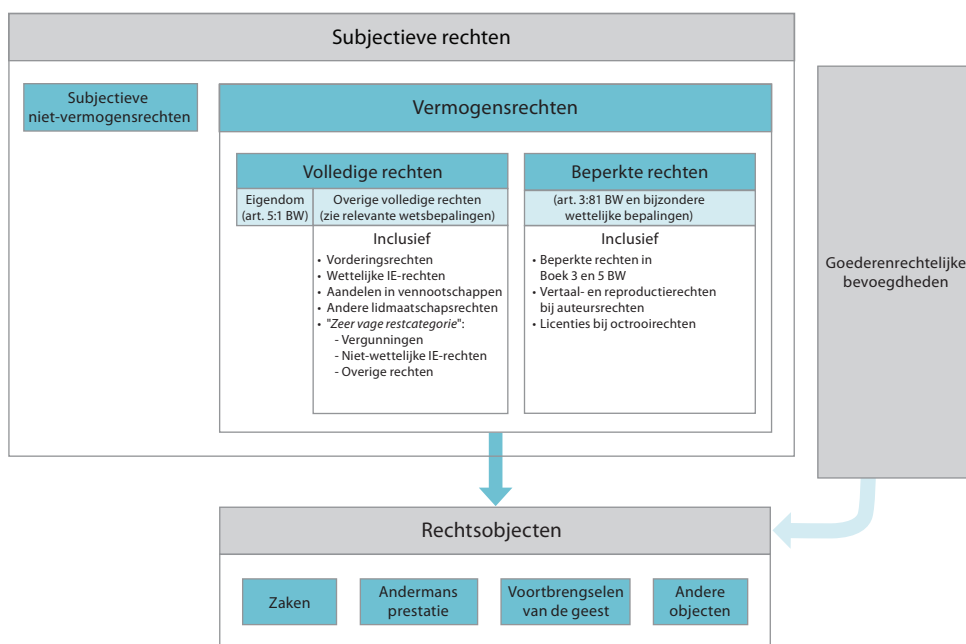 Subjectieve rechten
Subjectieve
niet-vermogensrechten
Vermogensrechten
Volledige rechten
Eigendom
(art. 5:1 BW)
Overige volledige rechten
(zie relevante wetsbepalingen)
Inclusief
• Vorderingsrechten
• Wettelijke IE-rechten
• Aandelen in vennootschappen
• Andere lidmaatschapsrechten
• "Zeer vage restcategorie":
- Vergunningen
- Niet-wettelijke IE-rechten
- Overige rechten
Beperkte rechten
(art. 3:81 BW en bijzondere
wettelijke bepalingen)
Inclusief
• Beperkte rechten in
Boek 3 en 5 BW
• Vertaal- en reproductierechten
bij auteursrechten
• Licenties bij octrooirechten
Goederenrechtelijke
bevoegdheden
Rechtsobjecten
Zaken
Andermans
prestatie
Voortbrengselen
van de geest
Andere
objecten